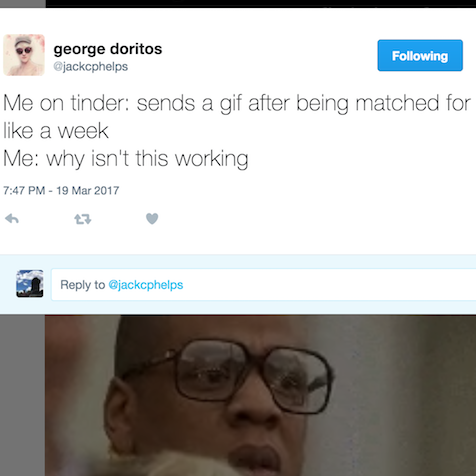 george doritos
@jackcphelps
Following
Me on tinder: sends a gif after being matched for
like a week
Me: why isn't this working
7:47 PM - 19 Mar 2017
Reply to @jackcphelps